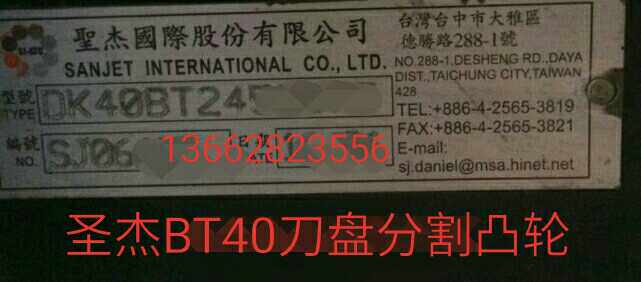 聖杰國際股份有限公司
SANJET INTERNATIONAL CO., LTD.
台灣台中市大雅區
德勝路288-1號
NO.288-1,DESHENG RD.,DAYA
DIST.,TAICHUNG CITY,TAIWAN
428
型號
TYPE
DK40BT24
TEL:+886-4-2565-3819
FAX:+886-4-2565-3821
編號
NO.
SJ06
E-mail:
sj.daniel@msa.hinet.net
13662823556
圣杰BT40刀盘分割凸轮